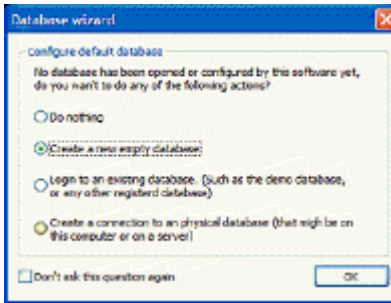 Database wizard
Configure default database
No database has been opened or configured by this software yet,
do you wan't to do any of the following actions?
Do nothing
Create a new empty database
Login to an existing database. (Such as the demo database,
or any other registerd database)
Create a connection to an physical database (that migh be on
this computer or on a server)
Don't ask this question again
OK